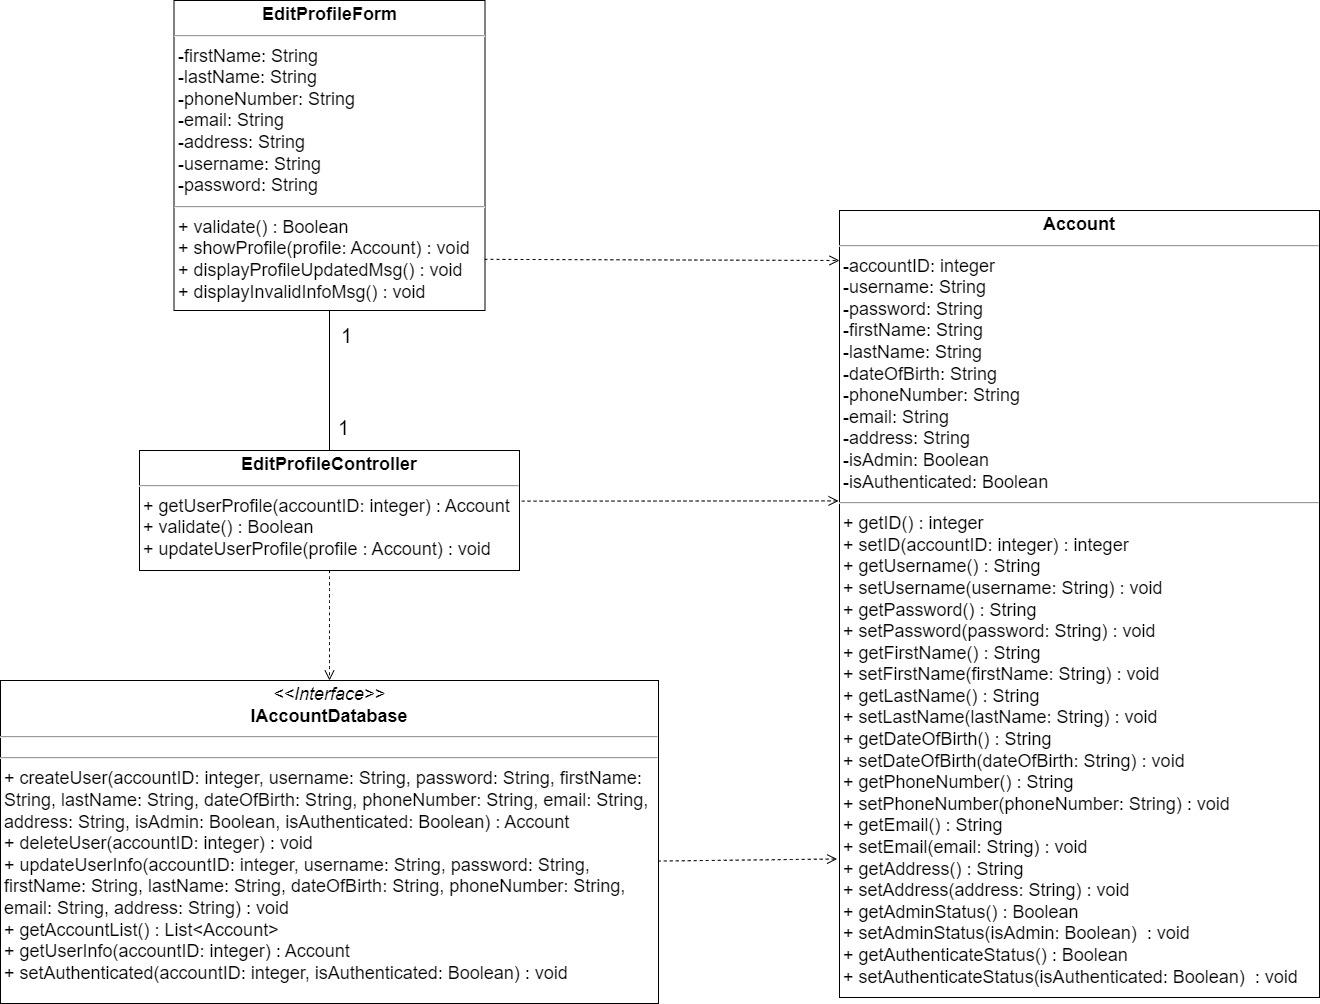 EditProfileForm
-firstName: String
-lastName: String
-phoneNumber: String
-email: String
-address: String
-username: String
-password: String
+ validate() : Boolean
+ showProfile(profile: Account) : void
+ displayProfileUpdatedMsg() : void
+ displayInvalidInfoMsg() : void
1
1
EditProfileController
+ getUserProfile(accountID: integer) : Account
+ validate() : Boolean
+ updateUserProfile(profile : Account) : void
<<Interface>>
IAccountDatabase
+ createUser(accountID: integer, username: String, password: String, firstName:
String, lastName: String, dateOfBirth: String, phoneNumber: String, email: String,
address: String, isAdmin: Boolean, isAuthenticated: Boolean) : Account
+ deleteUser(accountID: integer) : void
+ updateUserInfo(accountID: integer, username: String, password: String,
firstName: String, lastName: String, dateOfBirth: String, phoneNumber: String,
email: String, address: String) : void
+ getAccountList() : List<Account>
+ getUserInfo(accountID: integer) : Account
+ setAuthenticated(accountID: integer, isAuthenticated: Boolean) : void
Account
-accountID: integer
-username: String
-password: String
-firstName: String
-lastName: String
-dateOfBirth: String
-phoneNumber: String
-email: String
-address: String
-isAdmin: Boolean
-isAuthenticated: Boolean
+ getID() : integer
+ setID(accountID: integer) : integer
+ getUsername() : String
+ setUsername(username: String) : void
+ getPassword() : String
+ setPassword(password: String) : void
+ getFirstName() : String
+ setFirstName(firstName: String) : void
+ getLastName() : String
+ setLastName(lastName: String) : void
+ getDateOfBirth() : String
+ setDateOfBirth(dateOfBirth: String) : void
+ getPhoneNumber() : String
+ setPhoneNumber(phoneNumber: String) : void
+ getEmail() : String
+ setEmail(email: String) : void
+ getAddress() : String
+ setAddress(address: String) : void
+ getAdminStatus() : Boolean
+ setAdminStatus(isAdmin: Boolean) : void
+ getAuthenticateStatus() : Boolean
+ setAuthenticateStatus(isAuthenticated: Boolean) : void